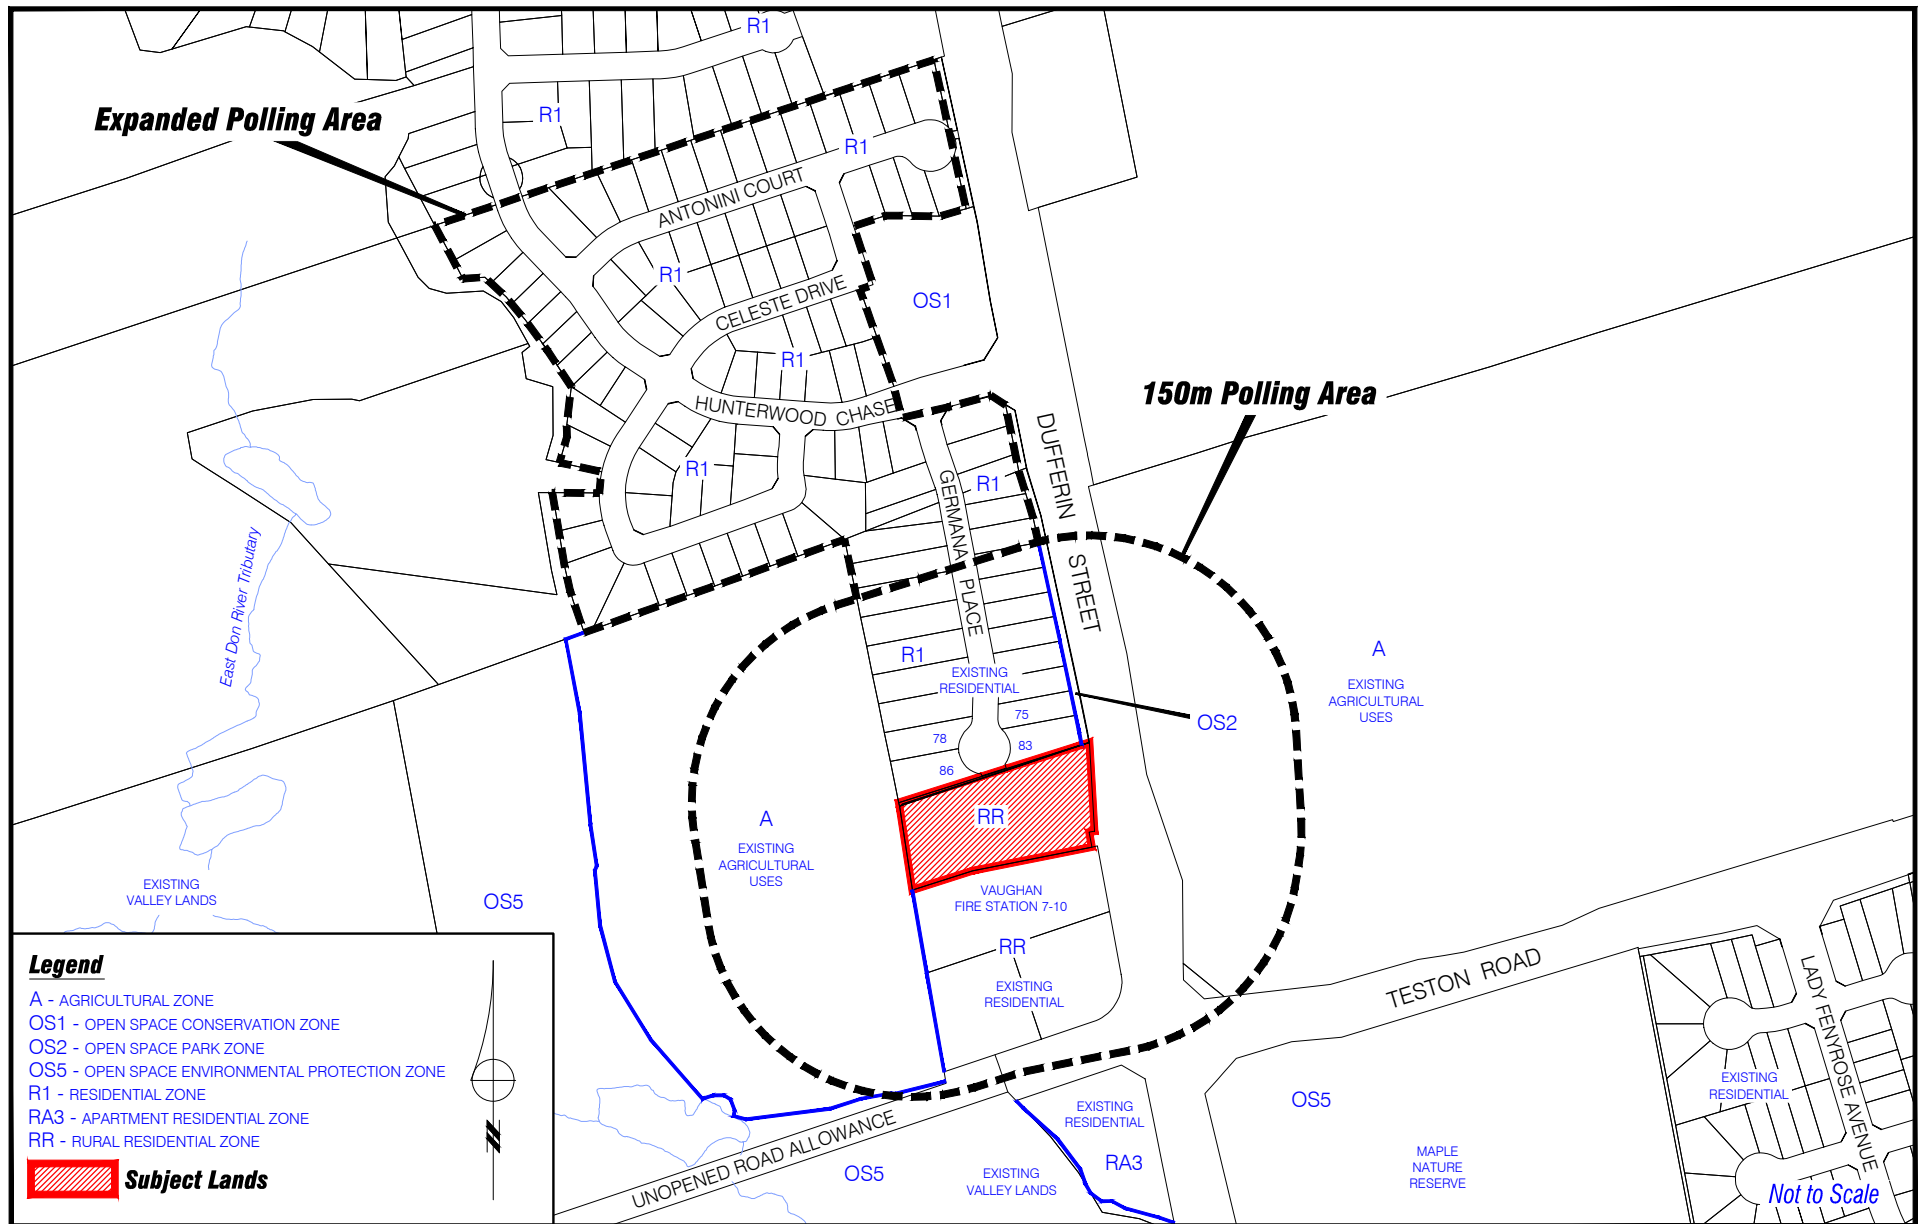 R1
Expanded Polling Area
R1
R1
ANTONINI COURT
R1
CELESTE DRIVE
OS1
R1
150m Polling Area
HUNTERWOOD CHASE
DUFFERIN STREET
R1
R1
GERMANA PLACE
East Don River Tributary
R1
EXISTING
RESIDENTIAL
A
EXISTING
AGRICULTURAL
USES
75
OS2
78
83
86
RR
A
EXISTING
AGRICULTURAL
USES
EXISTING
VALLEY LANDS
OS5
VAUGHAN
FIRE STATION 7-10
RR
EXISTING
RESIDENTIAL
TESTON ROAD
LADY FENYROSE AVENUE
EXISTING
RESIDENTIAL
OS5
EXISTING
RESIDENTIAL
UNOPENED ROAD ALLOWANCE
OS5
EXISTING
VALLEY LANDS
RA3
MAPLE
NATURE
RESERVE
Not to Scale
Legend
A - AGRICULTURAL ZONE
OS1 - OPEN SPACE CONSERVATION ZONE
OS2 - OPEN SPACE PARK ZONE
OS5 - OPEN SPACE ENVIRONMENTAL PROTECTION ZONE
R1 - RESIDENTIAL ZONE
RA3 - APARTMENT RESIDENTIAL ZONE
RR - RURAL RESIDENTIAL ZONE
Subject Lands